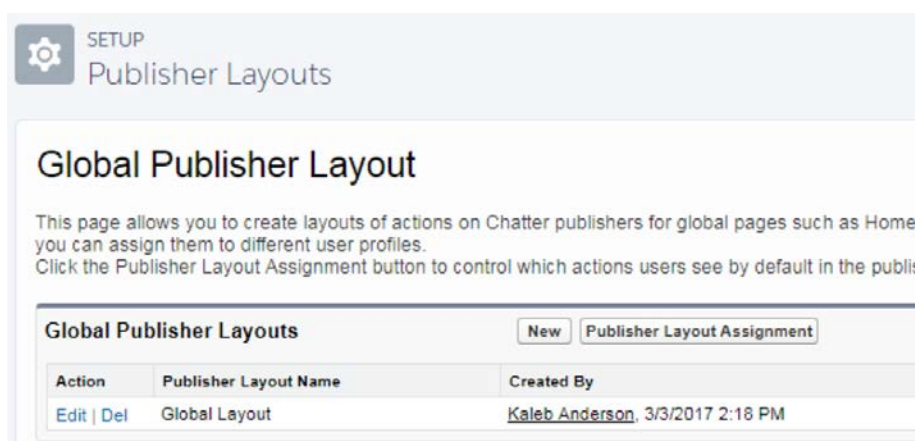 SETUP
Publisher Layouts
Global Publisher Layout
This page allows you to create layouts of actions on Chatter publishers for global pages such as Home
you can assign them to different user profiles.
Click the Publisher Layout Assignment button to control which actions users see by default in the
Global Publisher Layouts New Publisher Layout Assignment
Action Publisher Layout Name Created By
Edit | Del Global Layout Kaleb Anderson, 3/3/2017 2:18 PM